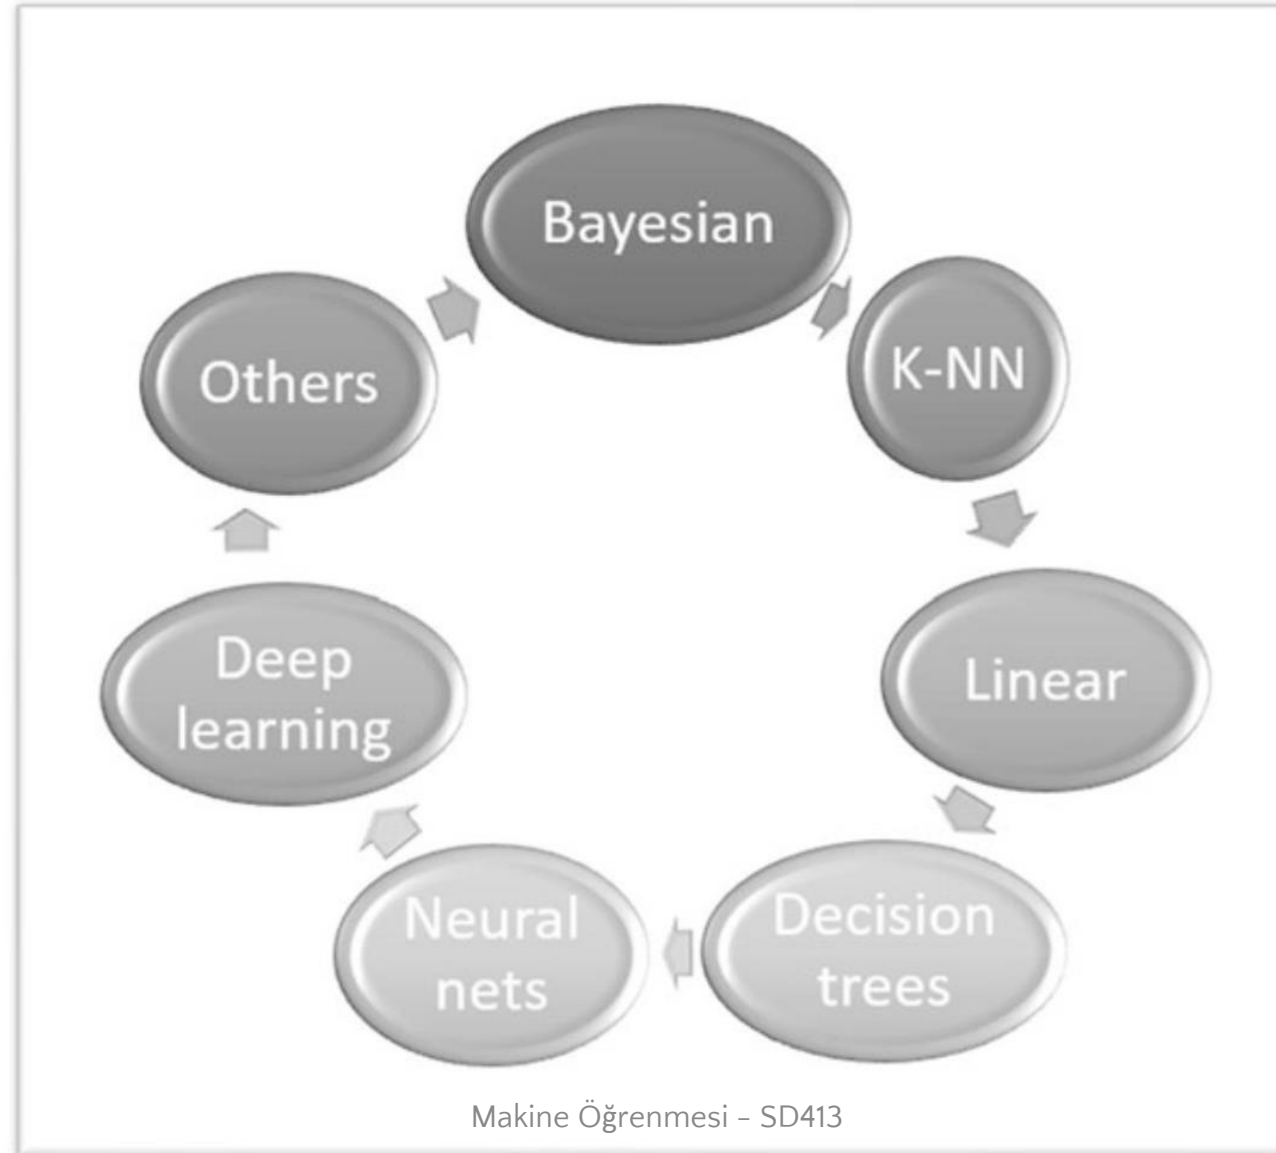 Bayesian
K-NN
Linear
Decision
trees
Neural
nets
Deep
learning
Others
Makine Öğrenmesi – SD413